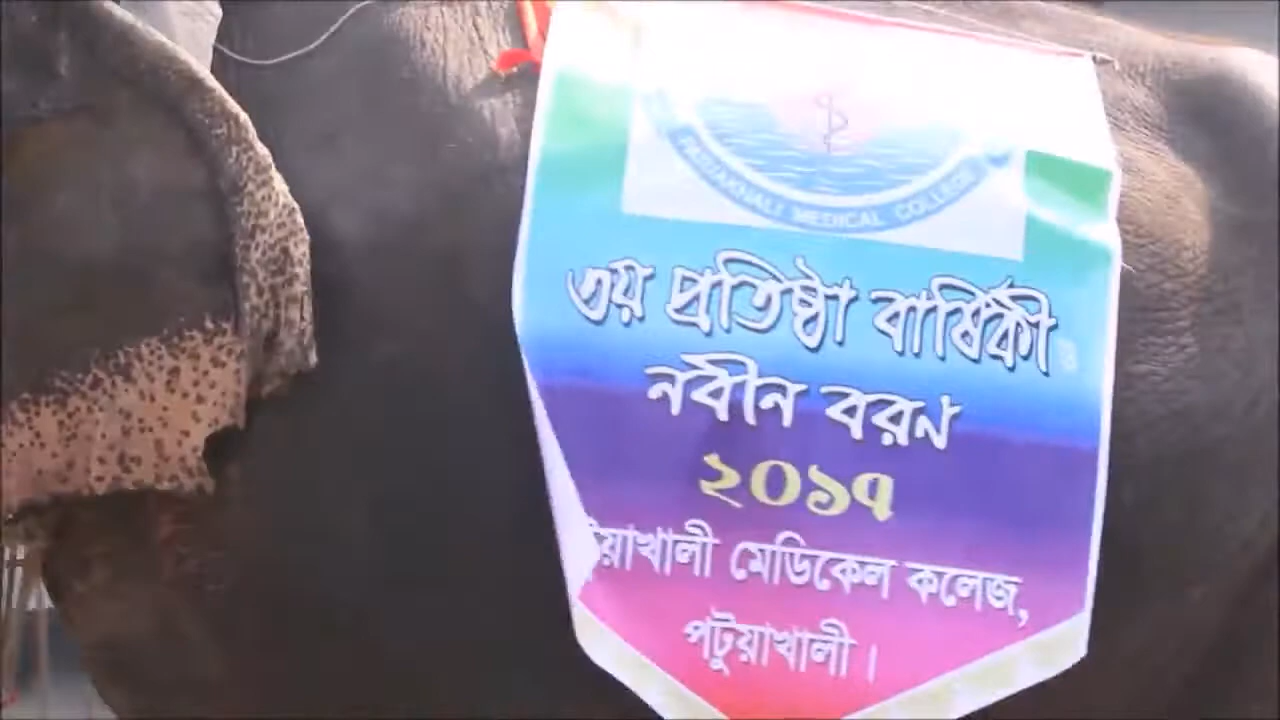 PATUAKHALI MEDICAL COLLEGE
৩য় প্রতিষ্ঠা বার্ষিকী
নবীন বরণ
২০১৭
য়াখালী মেডিকেল কলেজ,
পটুয়াখালী।